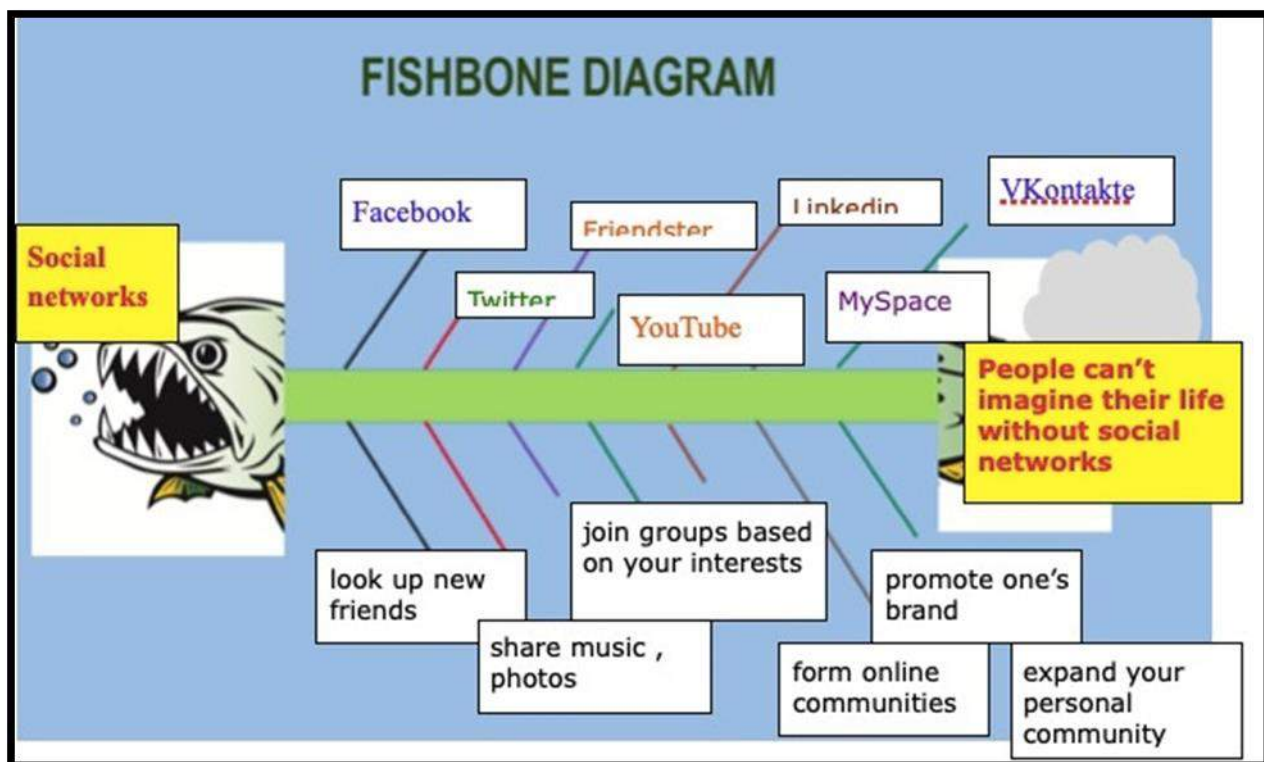 FISHBONE DIAGRAM
Social
networks
Facebook
Twitter
Friendster
YouTube
Linkedin
MySpace
VKontakte
People can't
imagine their life
without social
networks
look up new
friends
share music ,
photos
join groups based
on your interests
form online
communities
promote one's
brand
expand your
personal
community